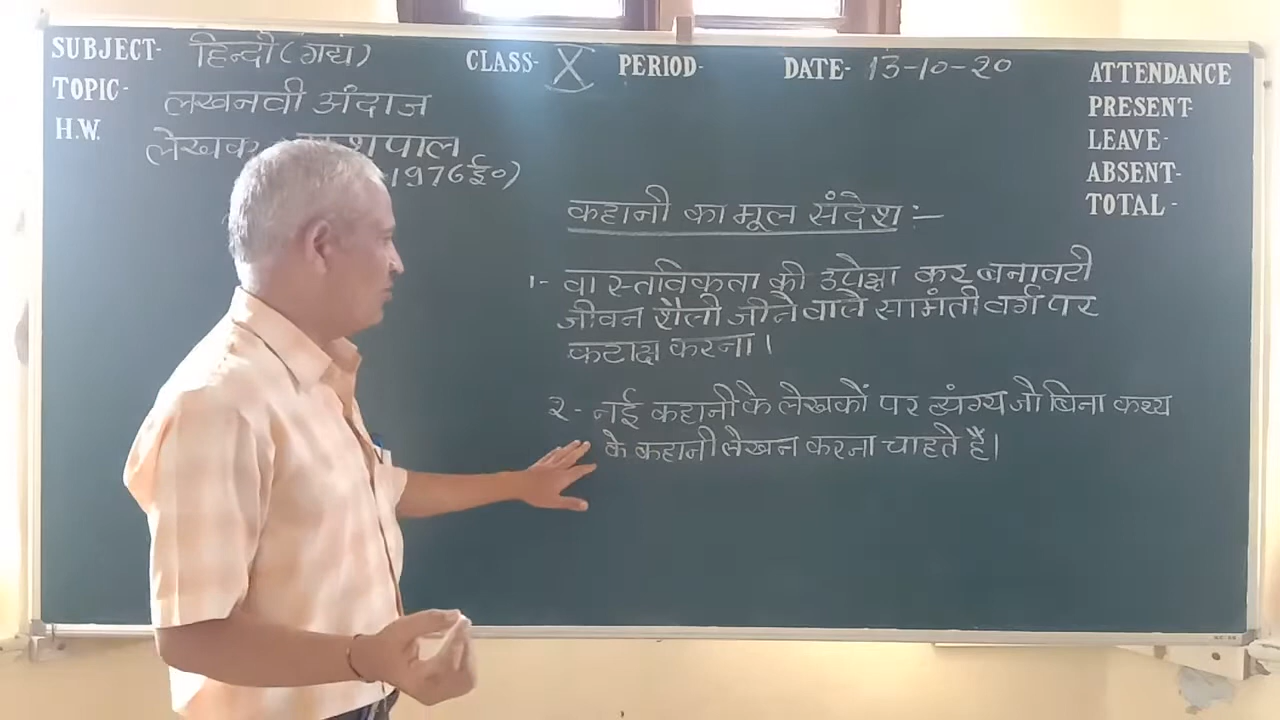 SUBJECT- हिन्दी (गद्य)
CLASS- X
PERIOD-
DATE- 13-10-20
TOPIC- लखनवी अंदाज
H.W.
लेखक पाल
1976ई०)
ATTENDANCE
PRESENT-
LEAVE-
ABSENT-
TOTAL-
कहानी का मूल संदेश :-
1- वास्तविकता की उपेक्षा कर बनावटी
जीवन शैली जीने वाले सामंती वर्ग पर
कटाक्ष करना।
२- नई कहानी के लेखकों पर व्यंग्य जो बिना कथ्य
के कहानी लेखन करना चाहते हैं।